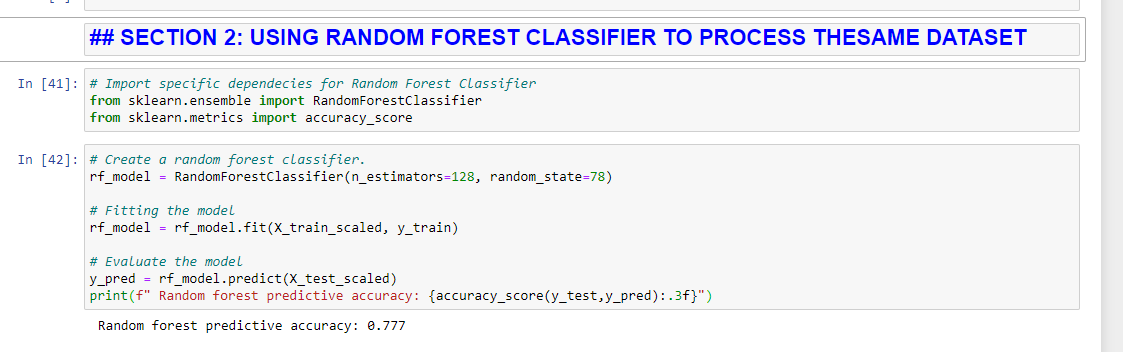 ## SECTION 2: USING RANDOM FOREST CLASSIFIER TO PROCESS THESAME DATASET
In [41]: # Import specific dependecies for Random Forest Classifier
from sklearn.ensemble import RandomForestClassifier
from sklearn.metrics import accuracy_score
In [42]: # Create a random forest classifier.
rf_model = RandomForestClassifier(n_estimators=128, random_state=78)
# Fitting the model
rf_model = rf_model.fit(X_train_scaled, y_train)
# Evaluate the model
y_pred = rf_model.predict(X_test_scaled)
print(f" Random forest predictive accuracy: {accuracy_score(y_test,y_pred):.3f}")
Random forest predictive accuracy: 0.777